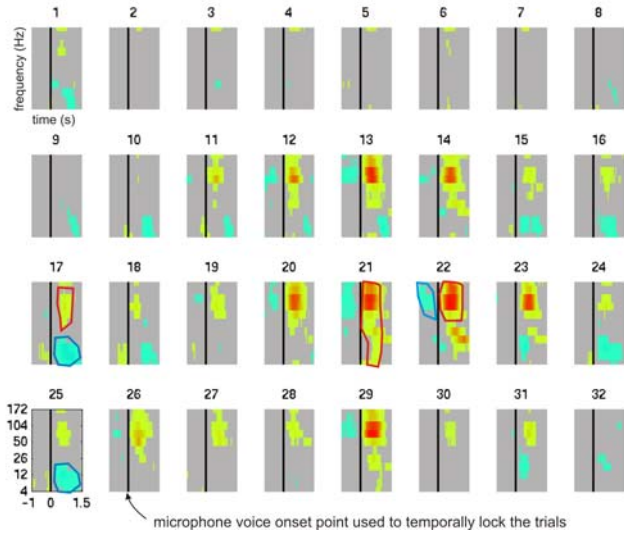 1 2 3 4 5 6 7 8
frequency (Hz)
time (s)
9 10 11 12 13 14 15 16
17 18 19 20 21 22 23 24
25 26 27 28 29 30 31 32
172
104
50
26
12
4
-1 0 1.5
microphone voice onset point used to temporally lock the trials